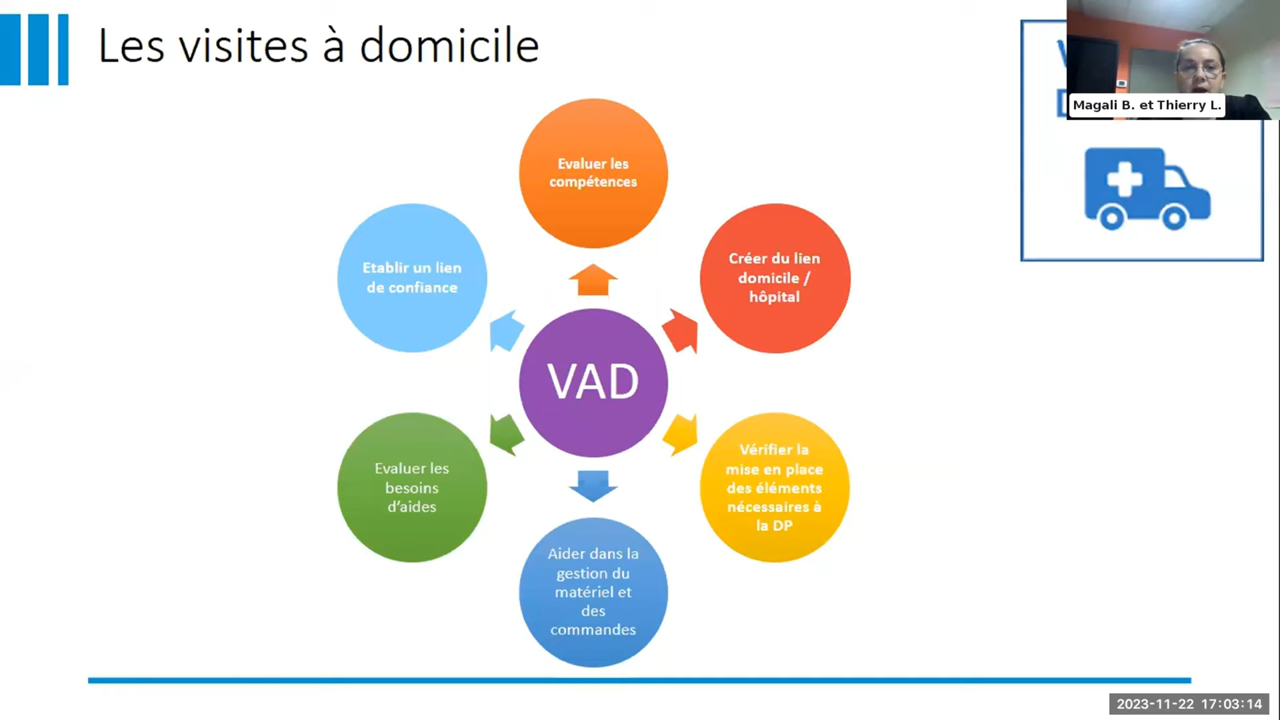 Les visites à domicile
Magali B. et Thierry L.
Evaluer les
compétences
Créer du lien
domicile /
hôpital
Vérifier la
mise en place
des éléments
nécessaires à
la DP
Aider dans la
gestion du
matériel et
des
commandes
Evaluer les
besoins
d'aides
Etablir un lien
de confiance
VAD
2023-11-22 17:03:14